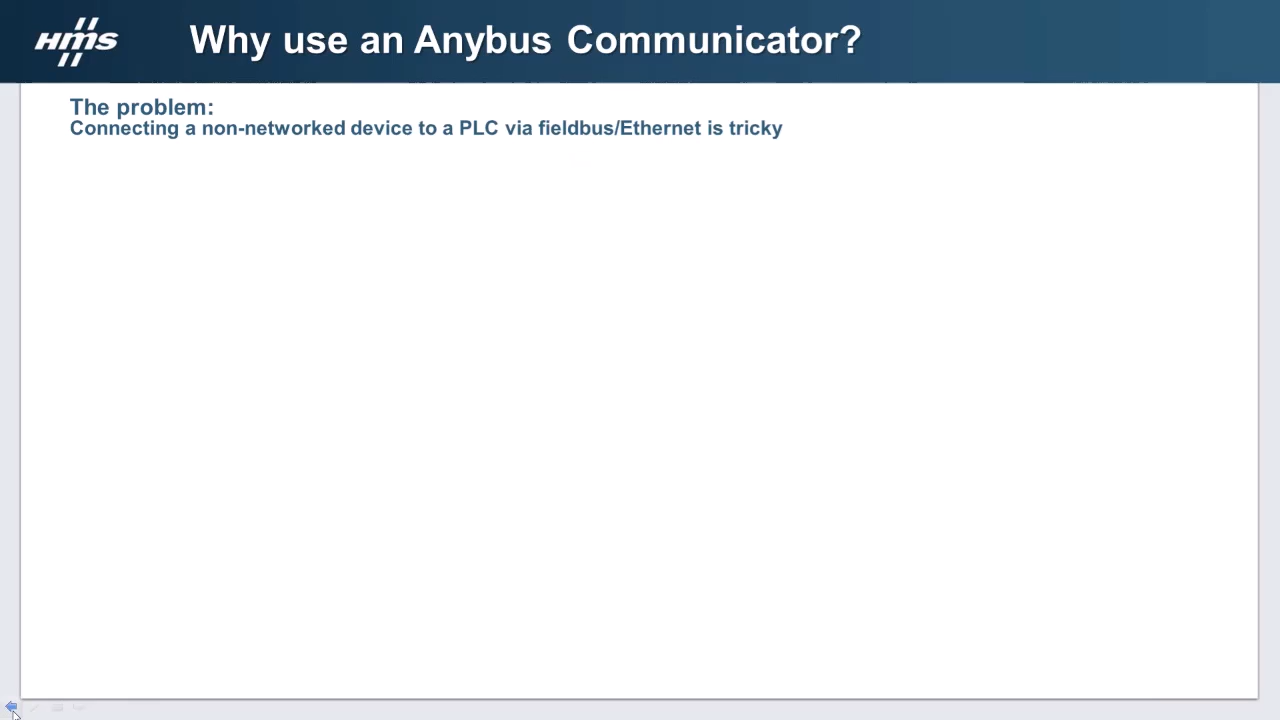 HMS
Why use an Anybus Communicator?
The problem:
Connecting a non-networked device to a PLC via fieldbus/Ethernet is tricky